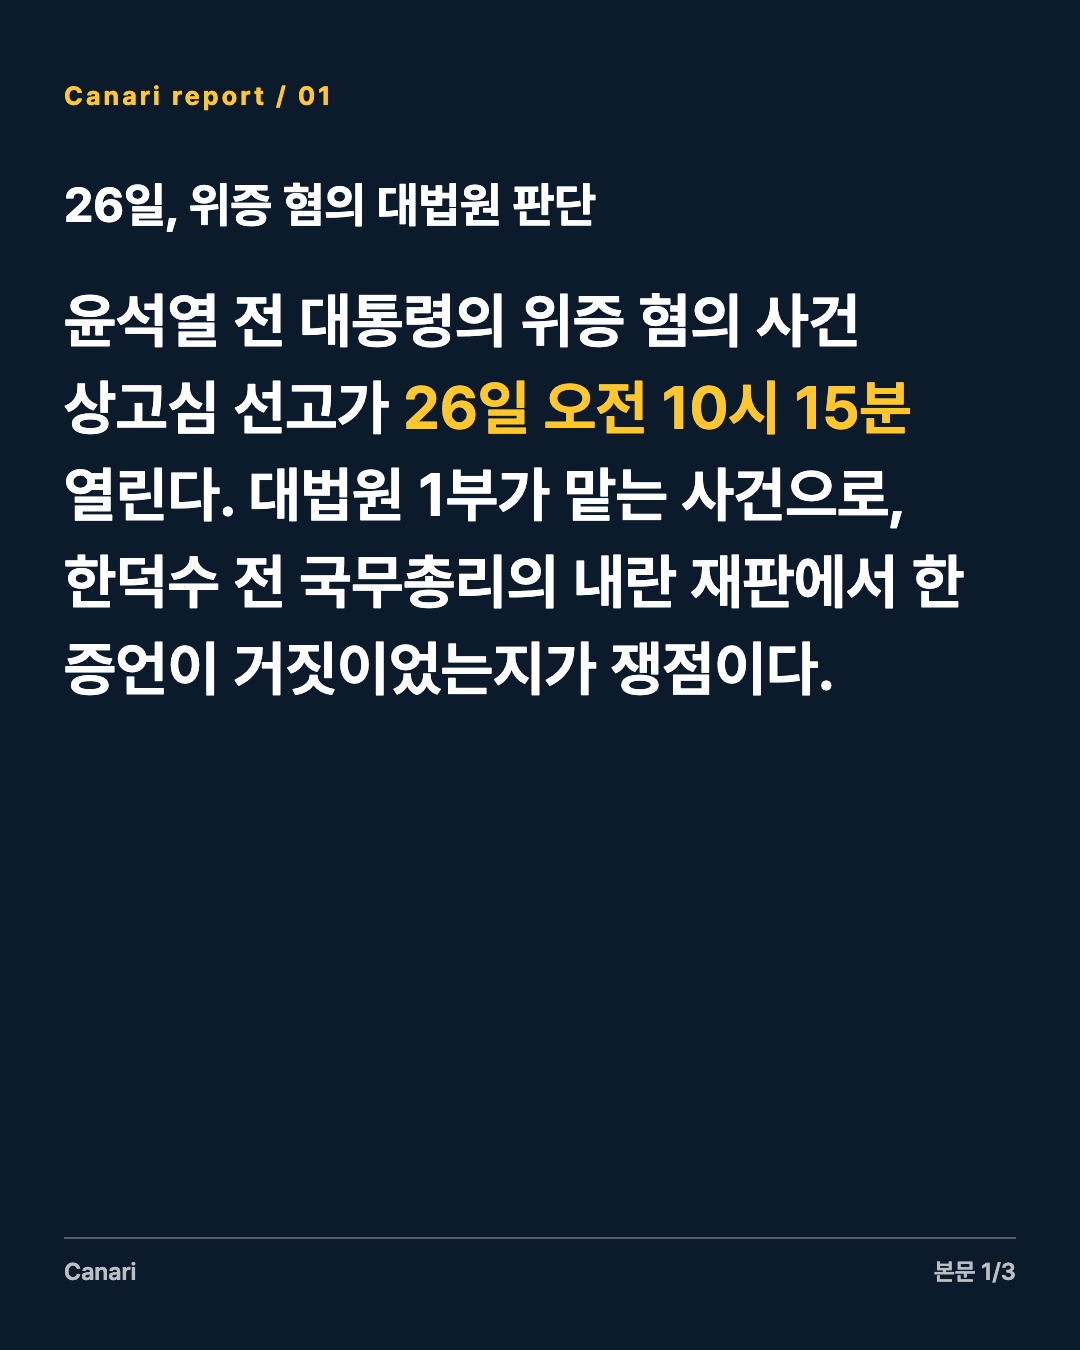 Canari report / 01
26일, 위증 혐의 대법원 판단
윤석열 전 대통령의 위증 혐의 사건
상고심 선고가 26일 오전 10시 15분
열린다. 대법원 1부가 맡는 사건으로,
한덕수 전 국무총리의 내란 재판에서 한
증언이 거짓이었는지가 쟁점이다.
Canari
본문 1/3